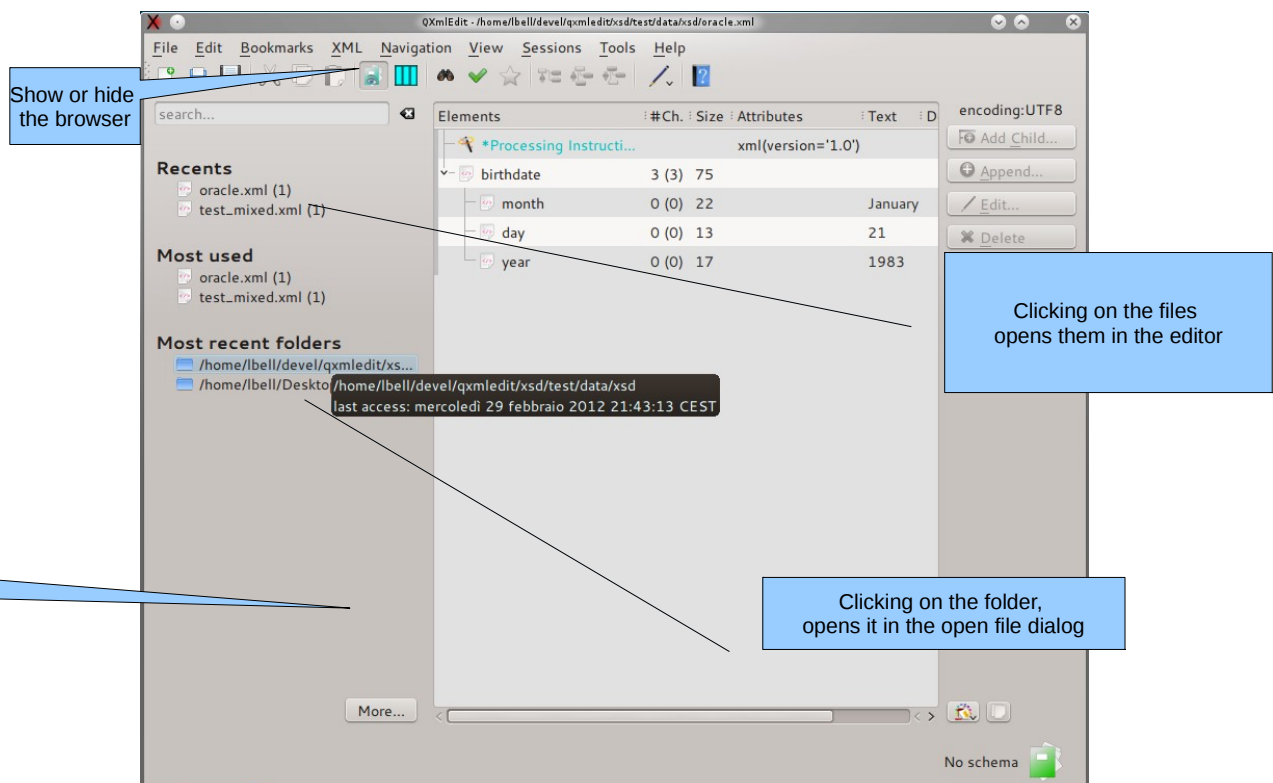 QXmlEdit - /home/lbell/devel/qxmledit/xsd/test/data/xsd/oracle.xml
File Edit Bookmarks XML Navigation View Sessions Tools Help
Show or hide
the browser
search...
Recents
oracle.xml (1)
test_mixed.xml (1)
Most used
oracle.xml (1)
test_mixed.xml (1)
Most recent folders
/home/lbell/devel/qxmledit/xs...
/home/lbell/Deskto
/home/lbell/devel/qxmledit/xsd/test/data/xsd
last access: mercoledì 29 febbraio 2012 21:43:13 CEST
More...
Elements #Ch. Size Attributes Text D
*Processing Instructi... xml(version='1.0')
birthdate 3 (3) 75
month 0 (0) 22 January
day 0 (0) 13 21
year 0 (0) 17 1983
encoding:UTF8
Add Child...
Append...
Edit...
Delete
Clicking on the files
opens them in the editor
Clicking on the folder,
opens it in the open file dialog
No schema